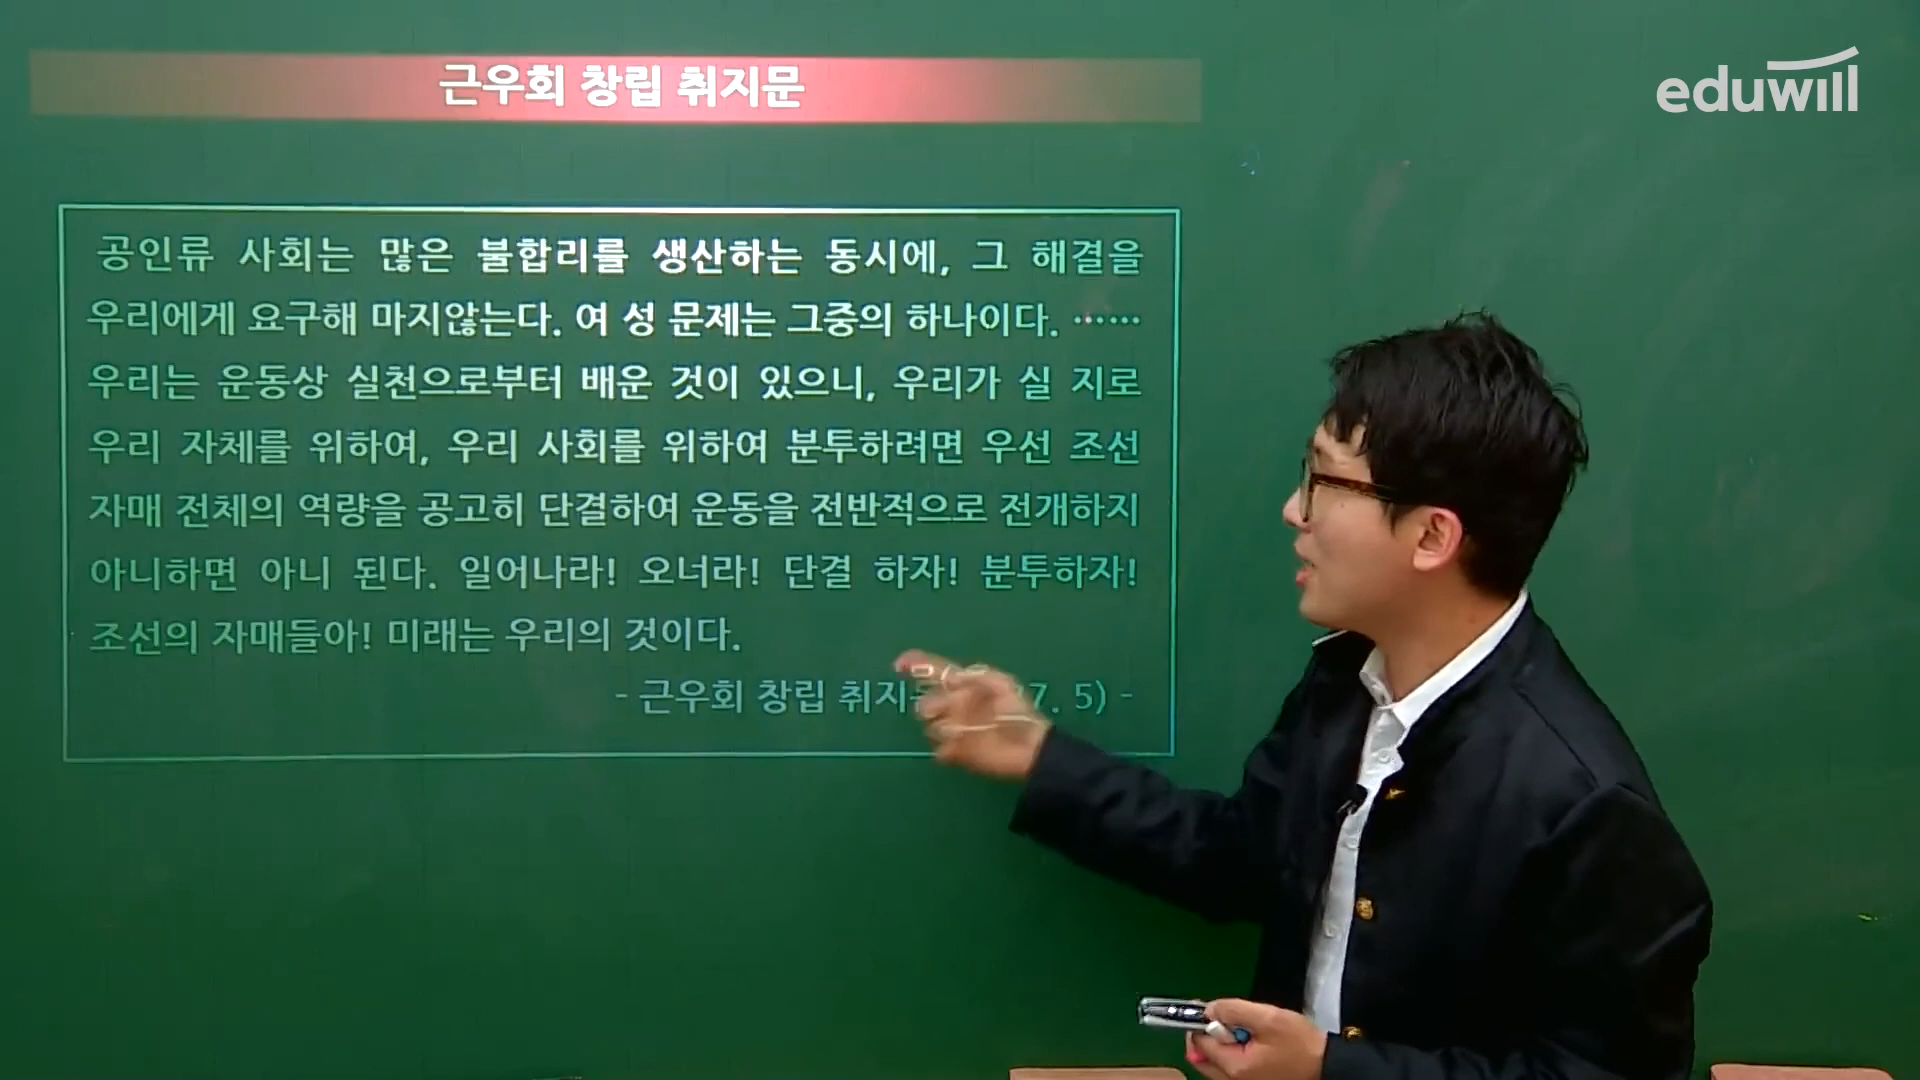 근우회 창립 취지문
eduwill
공인류 사회는 많은 불합리를 생산하는 동시에, 그 해결을
우리에게 요구해 마지않는다. 여 성 문제는 그중의 하나이다. ……
우리는 운동상 실천으로부터 배운 것이 있으니, 우리가 실 지로
우리 자체를 위하여, 우리 사회를 위하여 분투하려면 우선 조선
자매 전체의 역량을 공고히 단결하여 운동을 전반적으로 전개하지
아니하면 아니 된다. 일어나라! 오너라! 단결 하자! 분투하자!
조선의 자매들아! 미래는 우리의 것이다.
- 근우회 창립 5) -